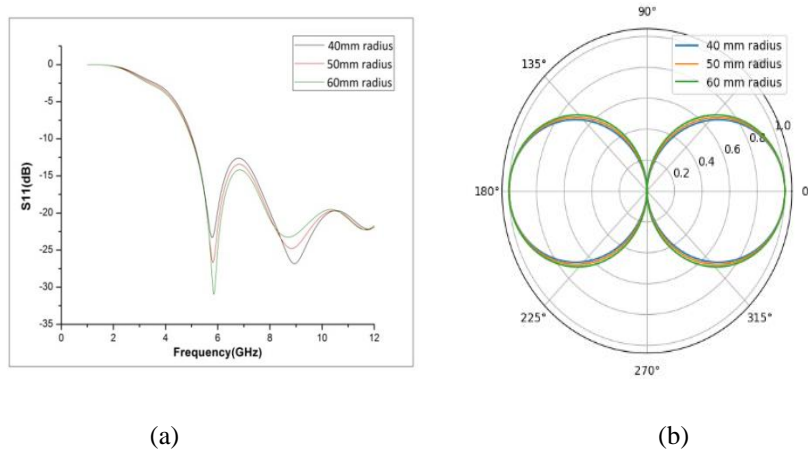 40mm radius
50mm radius
60mm radius
0
-5
-10
-15
-20
-25
-30
-35
S11(dB)
0 2 4 6 8 10 12
Frequency(GHz)
(a)
90°
40 mm radius
50 mm radius
60 mm radius
135°
1.0
0.8
0.6
0.4
0.2
180°
0
225°
315°
270°
(b)